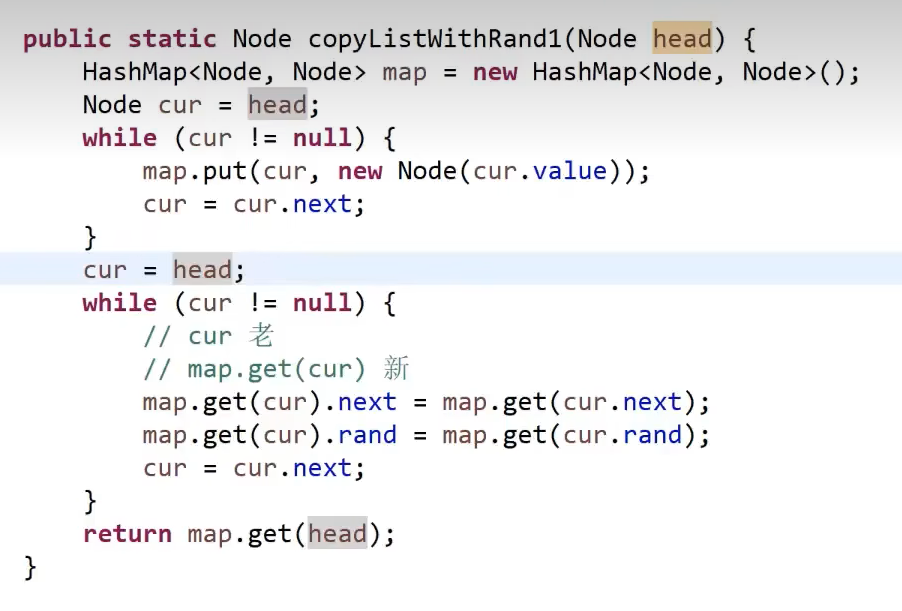 public static Node copyListWithRand1(Node head) {
    HashMap<Node, Node> map = new HashMap<Node, Node>();
    Node cur = head;
    while (cur != null) {
        map.put(cur, new Node(cur.value));
        cur = cur.next;
    }
    cur = head;
    while (cur != null) {
        // cur 老
        // map.get(cur) 新
        map.get(cur).next = map.get(cur.next);
        map.get(cur).rand = map.get(cur.rand);
        cur = cur.next;
    }
    return map.get(head);
}